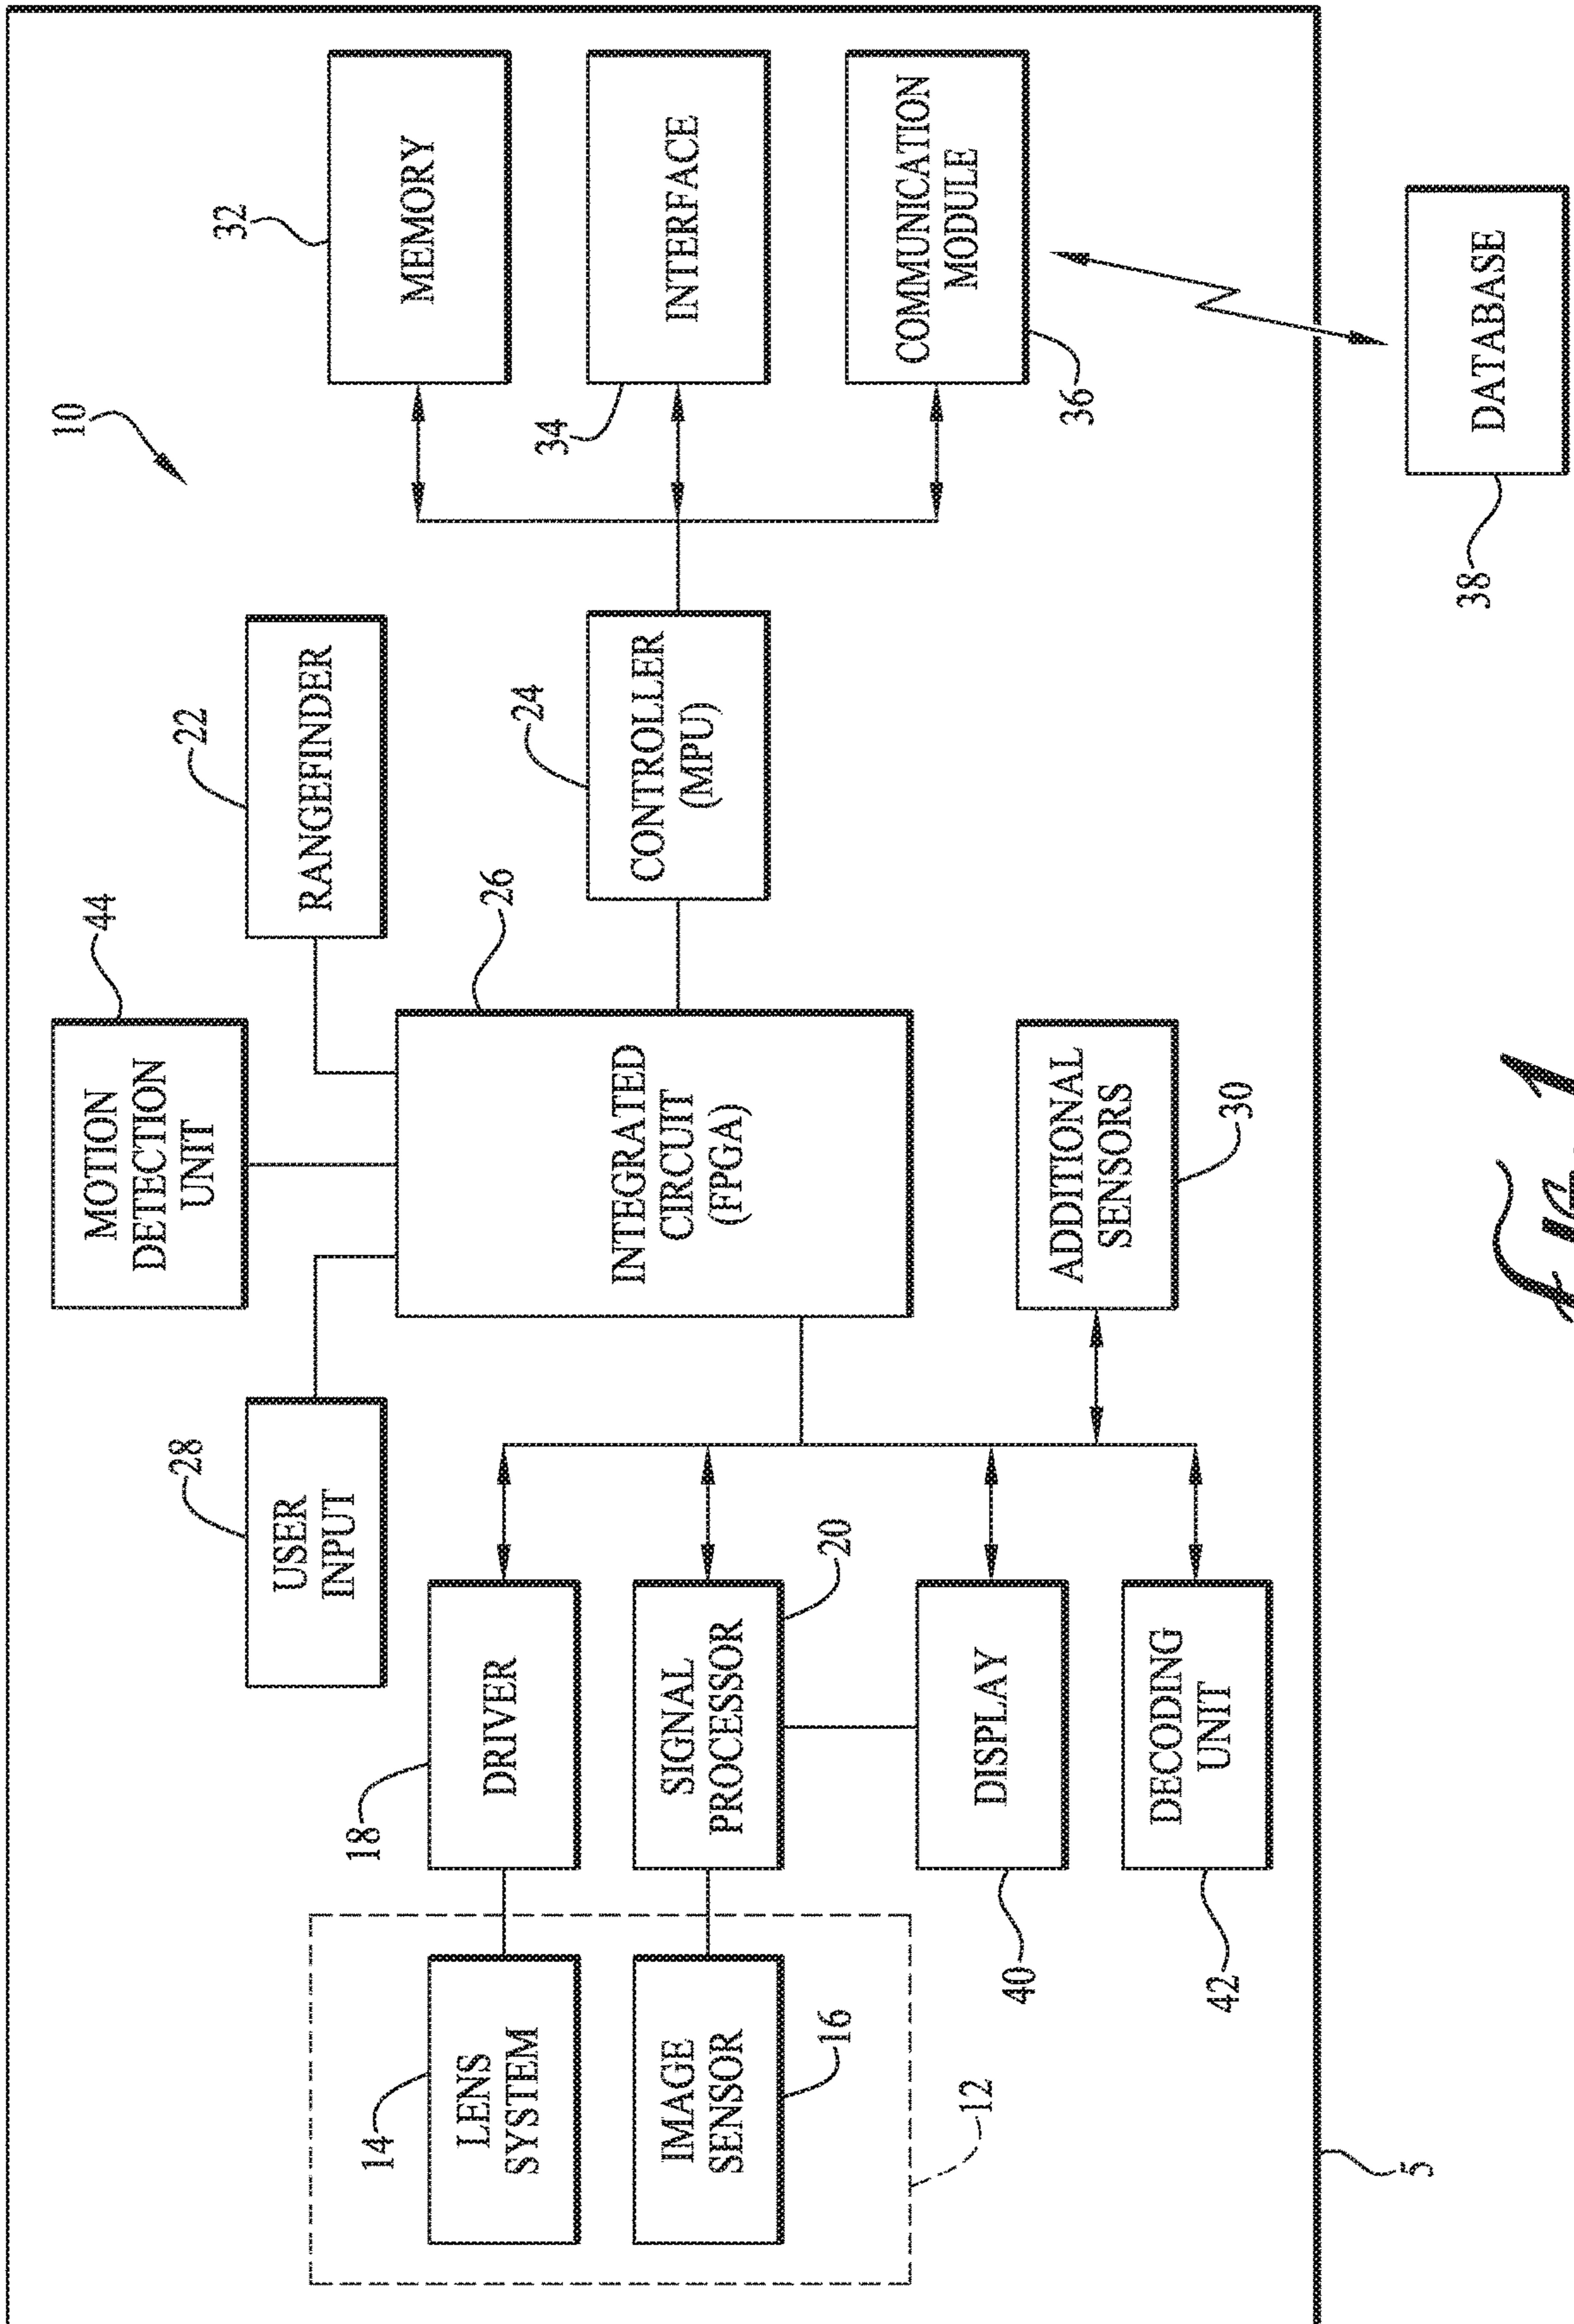 10
44
MOTION
DETECTION
UNIT
28
USER
INPUT
22
RANGEFINDER
32
MEMORY
14
LENS
SYSTEM
18
DRIVER
26
INTEGRATED
CIRCUIT
(FPGA)
24
CONTROLLER
(MPU)
34
INTERFACE
IMAGE
SENSOR
16
SIGNAL
PROCESSOR
20
COMMUNICATION
MODULE
36
12
40
DISPLAY
ADDITIONAL
SENSORS
30
42
DECODING
UNIT
5
38
DATABASE